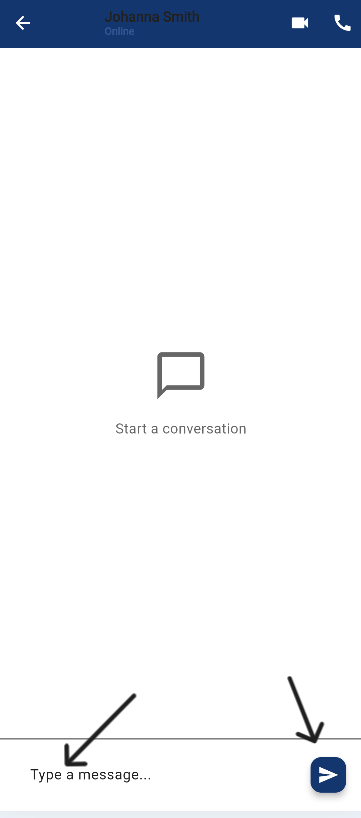 Johanna Smith
Online
Start a conversation
Type a message...